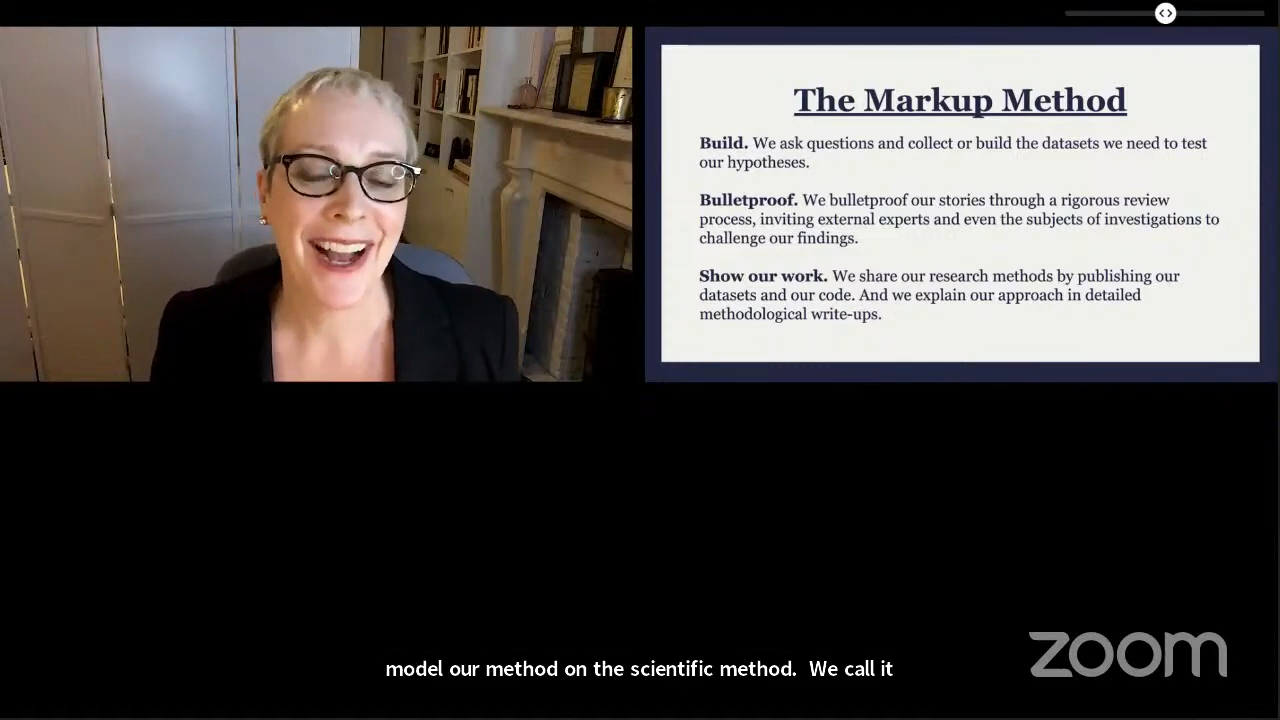 The Markup Method
Build. We ask questions and collect or build the datasets we need to test
our hypotheses.
Bulletproof. We bulletproof our stories through a rigorous review
process, inviting external experts and even the subjects of investigations to
challenge our findings.
Show our work. We share our research methods by publishing our
datasets and our code. And we explain our approach in detailed
methodological write-ups.
model our method on the scientific method.  We call it
zoom